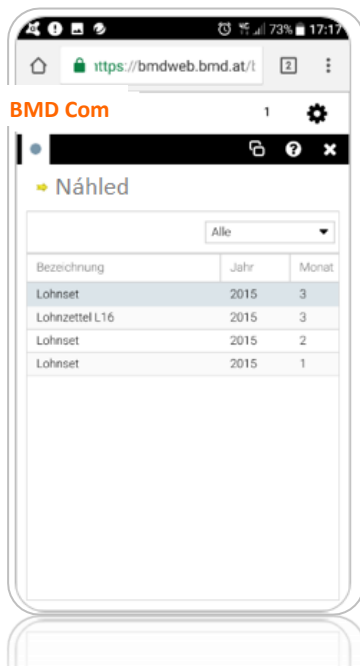 73% 17:17
ttps://bmdweb.bmd.at/t 2
BMD Com 1
Náhled
Alle
Bezeichnung Jahr Monat
Lohnset 2015 3
Lohnzettel L16 2015 3
Lohnset 2015 2
Lohnset 2015 1